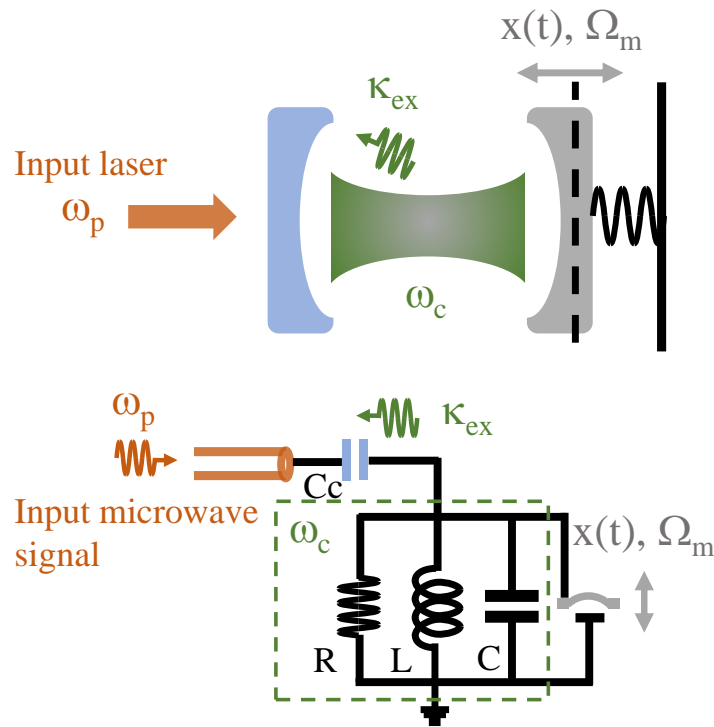 x(t), Ωm
κex
Input laser
ωp
ωc
ωp
κex
Cc
Input microwave
signal
ωc
x(t), Ωm
R
L
C